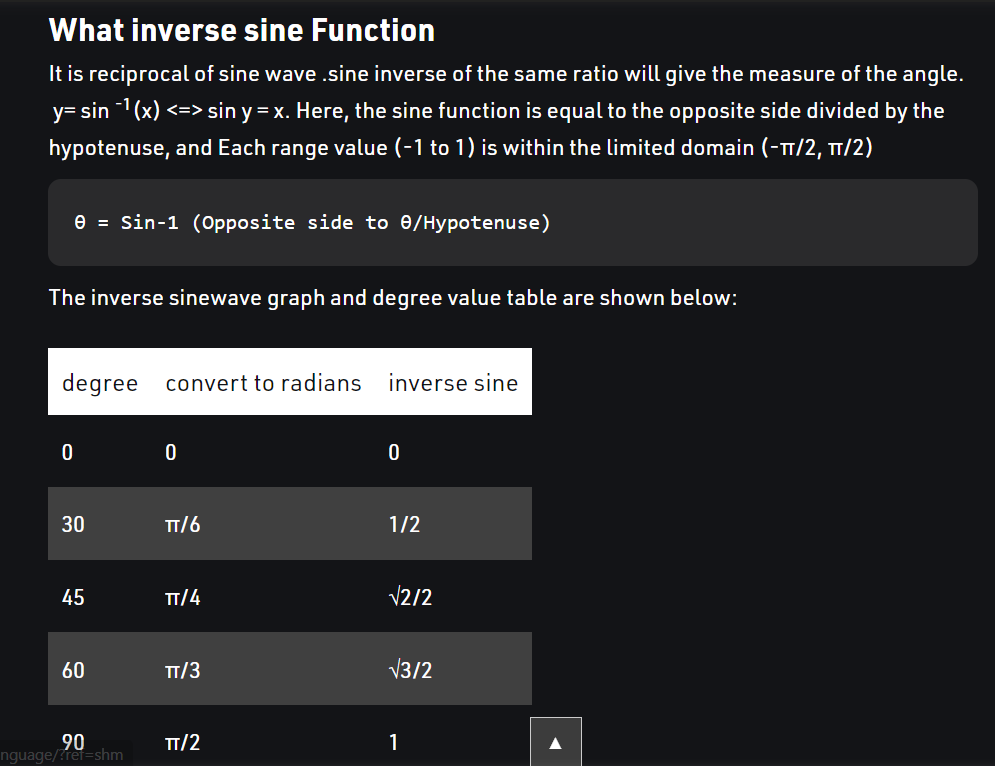 What inverse sine Function
It is reciprocal of sine wave .sine inverse of the same ratio will give the measure of the angle.
y= sin ⁻¹(x) <=> sin y = x. Here, the sine function is equal to the opposite side divided by the
hypotenuse, and Each range value (-1 to 1) is within the limited domain (-π/2, π/2)
θ = Sin-1 (Opposite side to θ/Hypotenuse)
The inverse sinewave graph and degree value table are shown below:
degree convert to radians inverse sine
0 0 0
30 π/6 1/2
45 π/4 √2/2
60 π/3 √3/2
90 π/2 1 ▲
nguage/?ref=shm